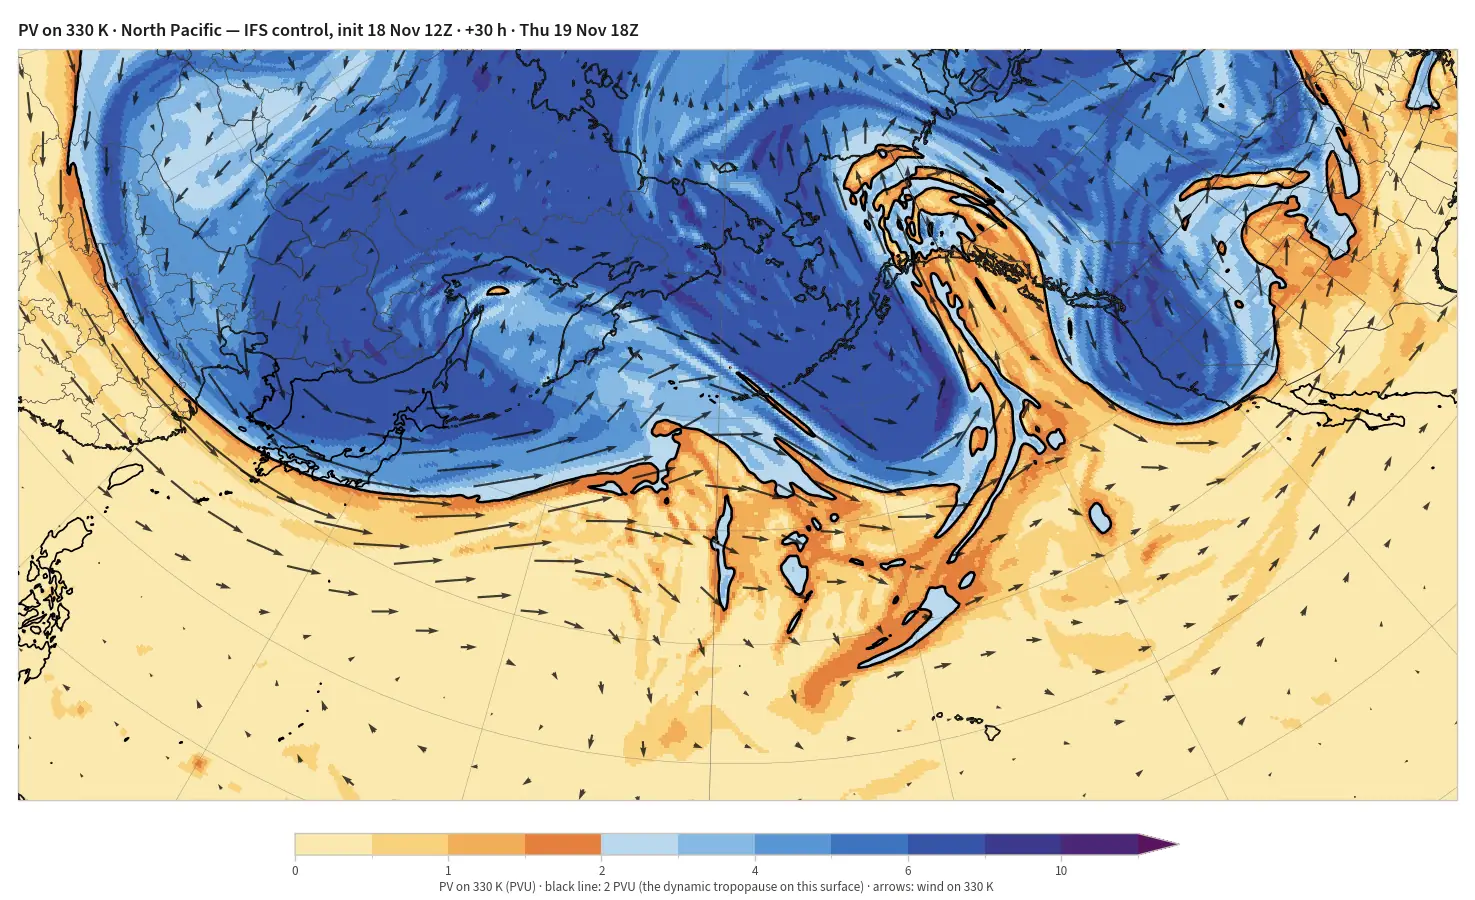 PV on 330 K · North Pacific — IFS control, init 18 Nov 12Z · +30 h · Thu 19 Nov 18Z
0 1 2 4 6 10
PV on 330 K (PVU) · black line: 2 PVU (the dynamic tropopause on this surface) · arrows: wind on 330 K